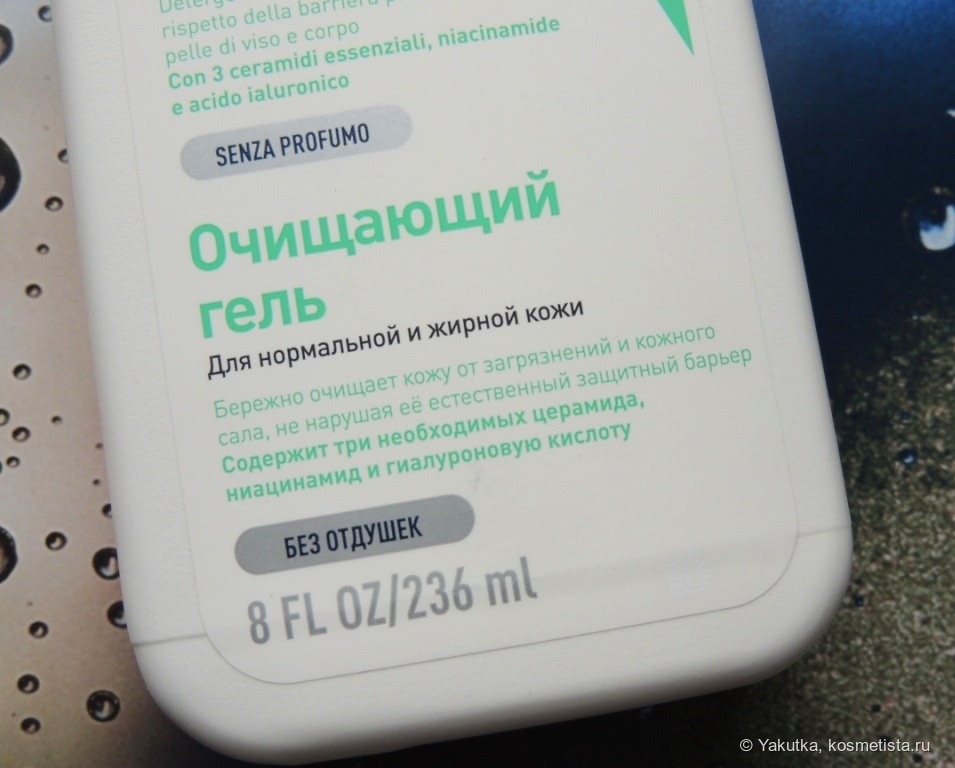 rispetto della barriera
pelle di viso e corpo
Con 3 ceramidi essenziali, niacinamide
e acido ialuronico
SENZA PROFUMO
Очищающий
гель
Для нормальной и жирной кожи
Бережно очищает кожу от загрязнений и кожного
сала, не нарушая её естественный защитный барьер
Содержит три необходимых церамида,
ниацинамид и гиалуроновую кислоту
БЕЗ ОТДУШЕК
8 FL OZ/236 ml
© Yakutka, kosmetista.ru